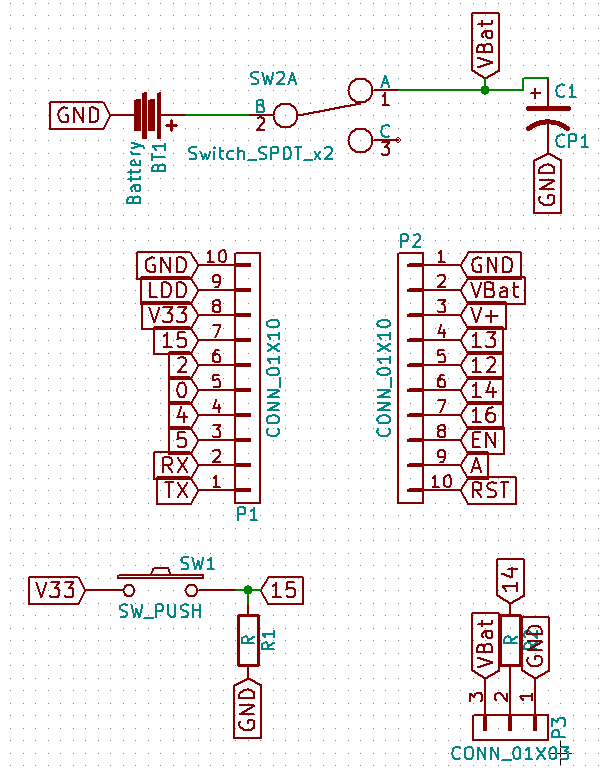 VBat
SW2A
A
1
+
C1
GND
B
2
+
C
3
CP1
Switch_SPDT_x2
Battery
BT1
GND
P2
GND 10
LDD 9
V33 8
15 7
2 6
0 5
4 4
5 3
RX 2
TX 1
CONN_01X10
P1
CONN_01X10
1 GND
2 VBat
3 V+
4 13
5 12
6 14
7 16
8 EN
9 A
10 RST
SW1
V33
15
SW_PUSH
R
R1
GND
14
VBat
R
GND
3
2
1
P3
CONN_01X03